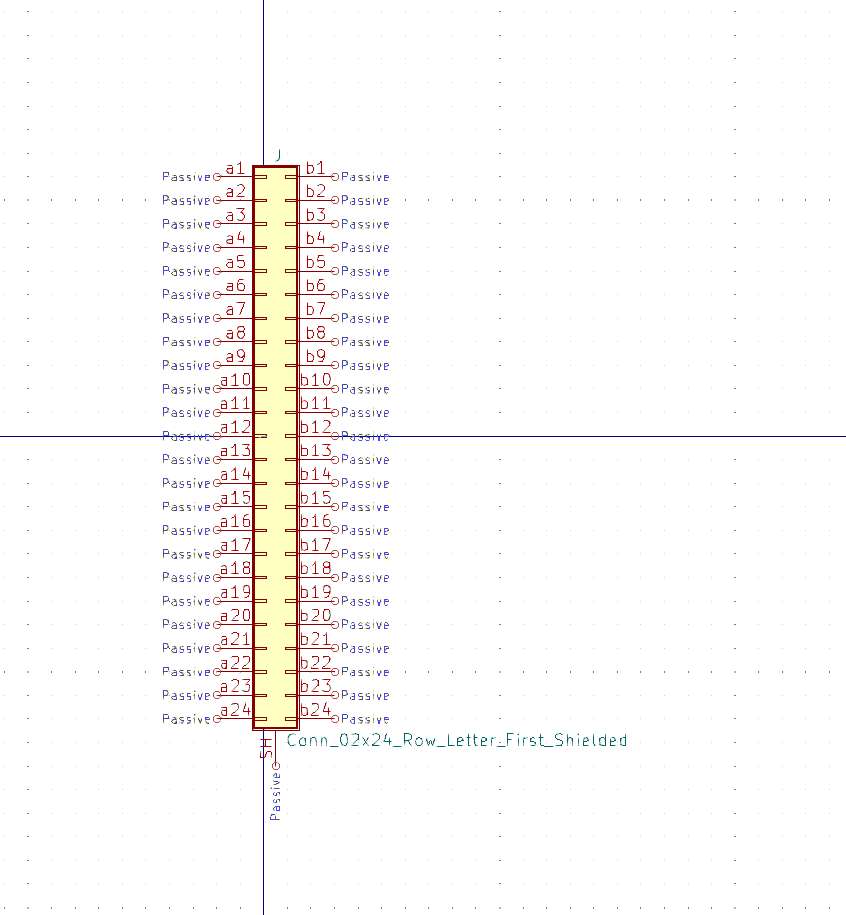 J
Passive a1 b1 Passive
Passive a2 b2 Passive
Passive a3 b3 Passive
Passive a4 b4 Passive
Passive a5 b5 Passive
Passive a6 b6 Passive
Passive a7 b7 Passive
Passive a8 b8 Passive
Passive a9 b9 Passive
Passive a10 b10 Passive
Passive a11 b11 Passive
Passive a12 b12 Passive
Passive a13 b13 Passive
Passive a14 b14 Passive
Passive a15 b15 Passive
Passive a16 b16 Passive
Passive a17 b17 Passive
Passive a18 b18 Passive
Passive a19 b19 Passive
Passive a20 b20 Passive
Passive a21 b21 Passive
Passive a22 b22 Passive
Passive a23 b23 Passive
Passive a24 b24 Passive
SH
Conn_02x24_Row_Letter_First_Shielded
Passive